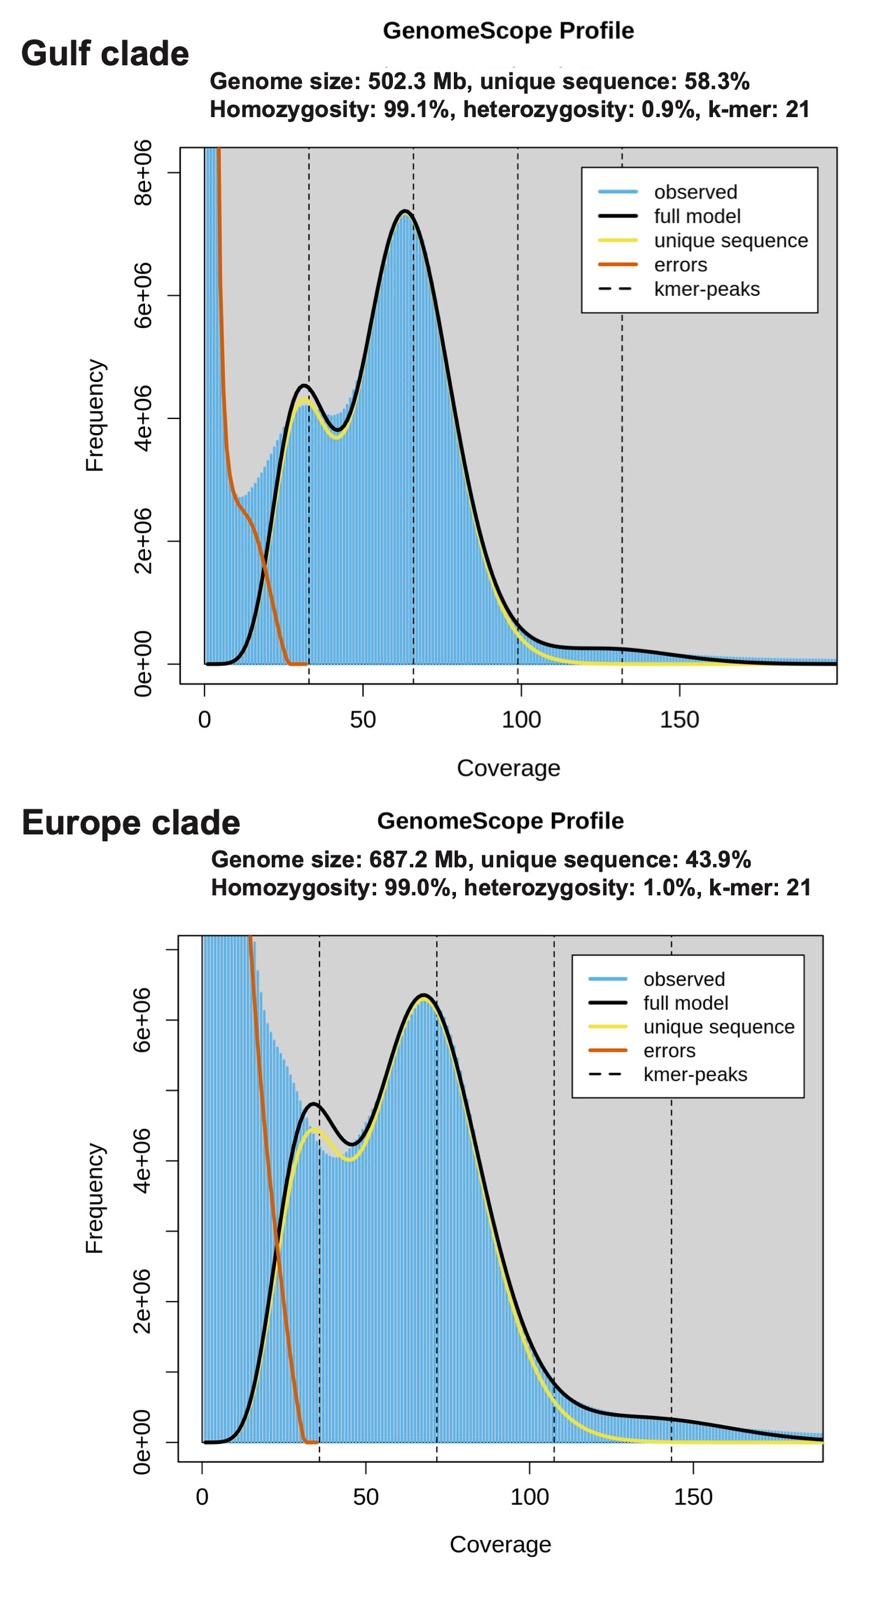 Gulf clade
GenomeScope Profile
Genome size: 502.3 Mb, unique sequence: 58.3%
Homozygosity: 99.1%, heterozygosity: 0.9%, k-mer: 21
8e+06
6e+06
4e+06
2e+06
0e+00
Frequency
observed
full model
unique sequence
errors
kmer-peaks
0 50 100 150
Coverage
Europe clade
GenomeScope Profile
Genome size: 687.2 Mb, unique sequence: 43.9%
Homozygosity: 99.0%, heterozygosity: 1.0%, k-mer: 21
6e+06
4e+06
2e+06
0e+00
Frequency
observed
full model
unique sequence
errors
kmer-peaks
0 50 100 150
Coverage